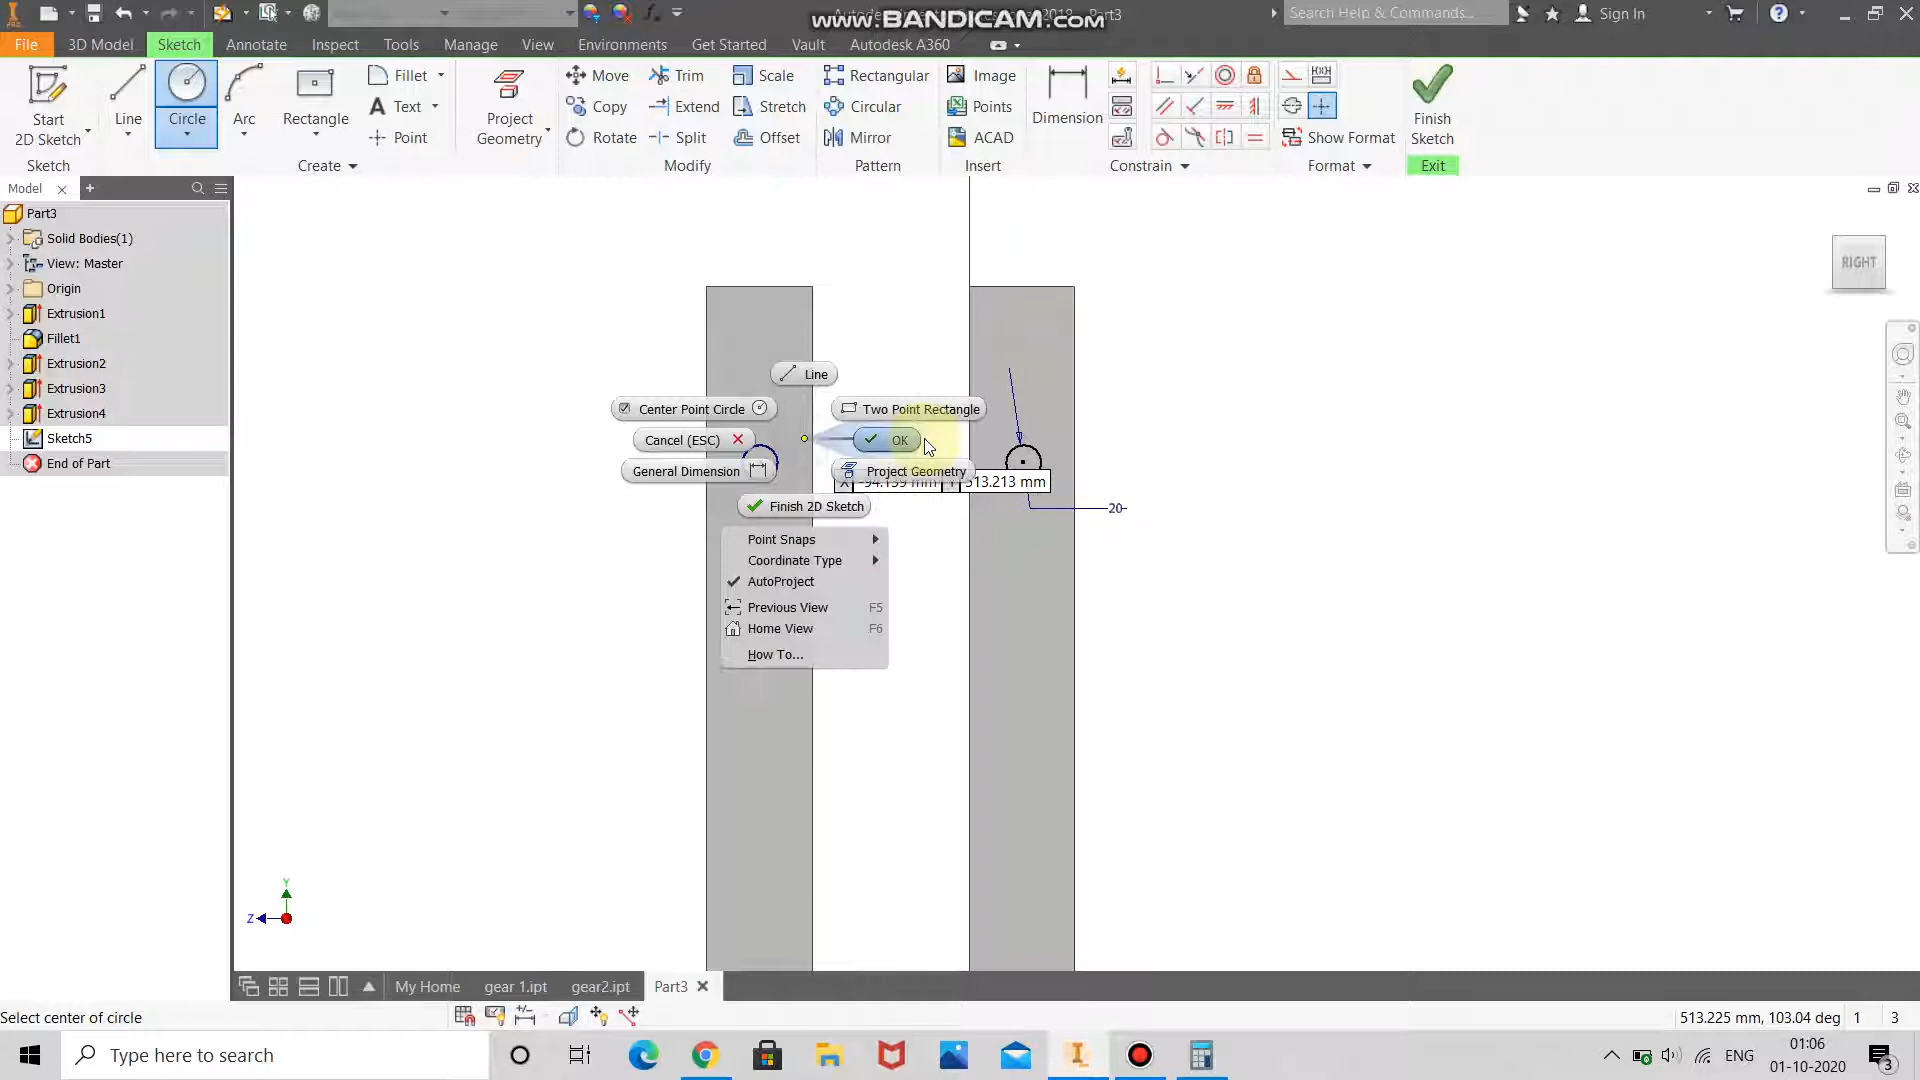 www.BANDICAM.com
Part3
Search Help & Commands...
Sign In
File
3D Model
Sketch
Annotate
Inspect
Tools
Manage
View
Environments
Get Started
Vault
Autodesk A360
Start
2D Sketch
Line
Circle
Arc
Rectangle
Fillet
Text
Point
Project
Geometry
Move
Copy
Rotate
Trim
Extend
Split
Scale
Stretch
Offset
Rectangular
Circular
Mirror
Image
Points
ACAD
Dimension
Show Format
Finish
Sketch
Sketch
Create
Modify
Pattern
Insert
Constrain
Format
Exit
Model
Part3
Solid Bodies(1)
View: Master
Origin
Extrusion1
Fillet1
Extrusion2
Extrusion3
Extrusion4
Sketch5
End of Part
RIGHT
Line
Center Point Circle
Two Point Rectangle
Cancel (ESC)
OK
General Dimension
Project Geometry
513.213 mm
Finish 2D Sketch
20
Point Snaps
Coordinate Type
AutoProject
Previous View F5
Home View F6
How To...
Y
Z
My Home
gear 1.ipt
gear2.ipt
Part3
Select center of circle
513.225 mm, 103.04 deg 1 3
Type here to search
ENG
01:06
01-10-2020
3